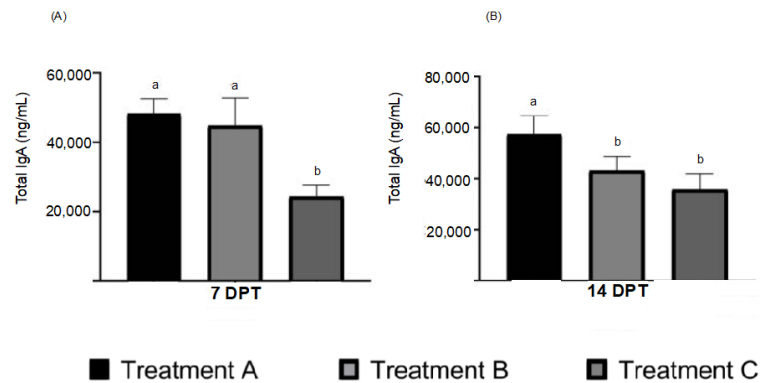 (A)
(B)
Total IgA (ng/mL)
60,000
40,000
20,000
a
a
b
7 DPT
Total IgA (ng/mL)
80,000
60,000
40,000
20,000
a
b
b
14 DPT
Treatment A
Treatment B
Treatment C